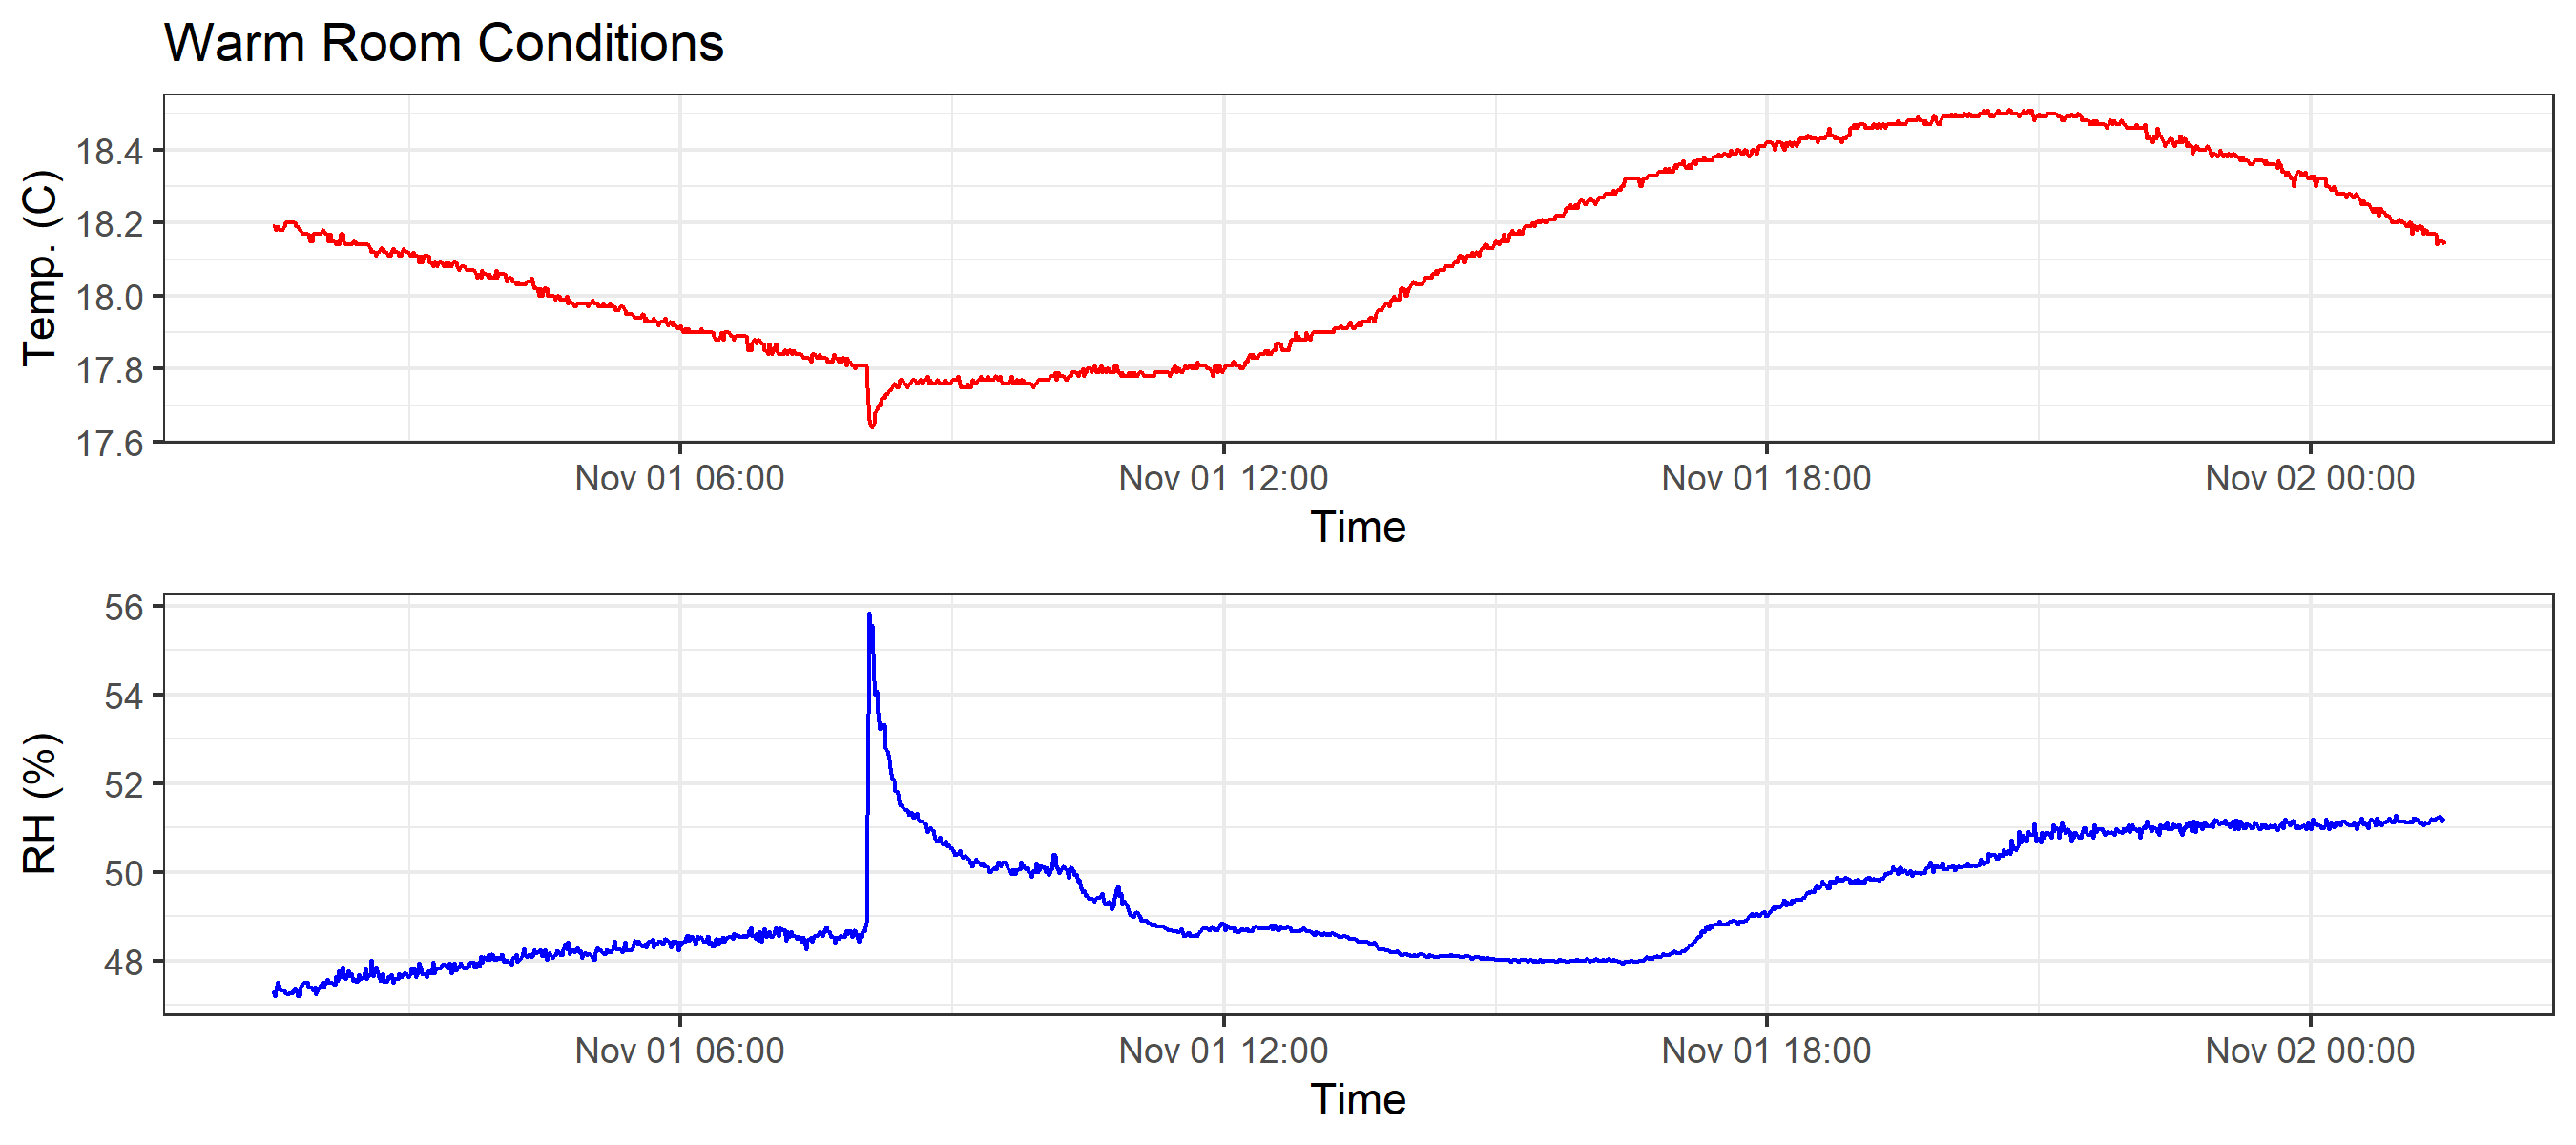 Warm Room Conditions
Temp. (C)
18.4
18.2
18.0
17.8
17.6
Nov 01 06:00 Nov 01 12:00 Nov 01 18:00 Nov 02 00:00
Time
RH (%)
56
54
52
50
48
Nov 01 06:00 Nov 01 12:00 Nov 01 18:00 Nov 02 00:00
Time